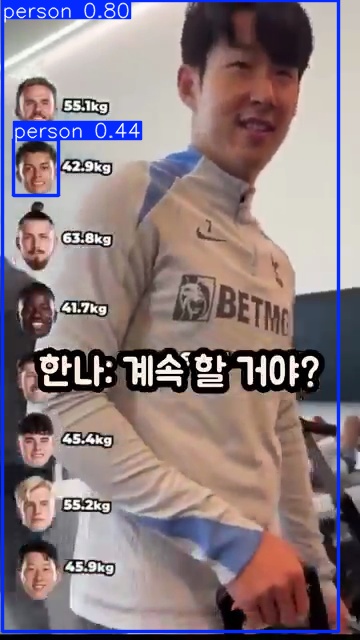 person 0.80
55.1kg
person 0.44
42.9kg
63.8kg
7
41.7kg
BETMG
한나: 계속 할 거야?
45.4kg
55.2kg
45.9kg